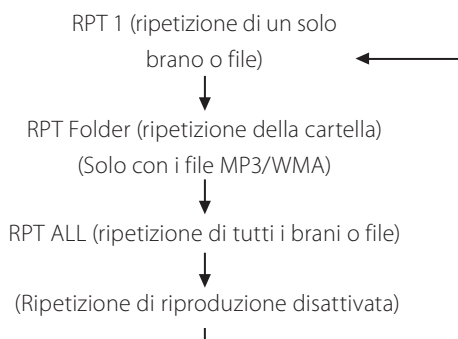 RPT 1 (ripetizione di un solo
brano o file)
RPT Folder (ripetizione della cartella)
(Solo con i file MP3/WMA)
RPT ALL (ripetizione di tutti i brani o file)
(Ripetizione di riproduzione disattivata)